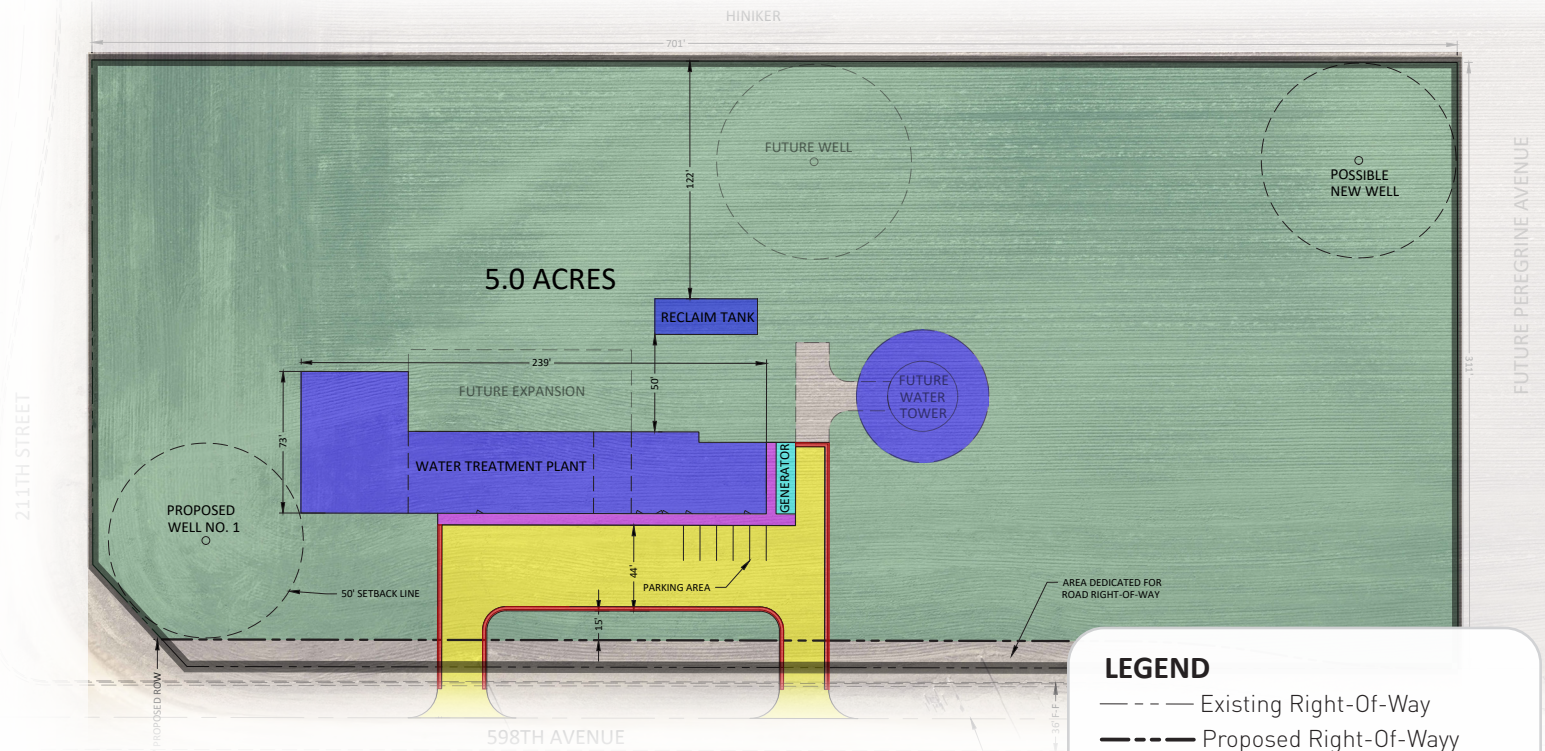 HINIKER
701'
FUTURE WELL
POSSIBLE
NEW WELL
122'
5.0 ACRES
RECLAIM TANK
239'
FUTURE EXPANSION
50'
FUTURE
WATER
TOWER
73'
WATER TREATMENT PLANT
GENERATOR
PROPOSED
WELL NO. 1
50' SETBACK LINE
44'
PARKING AREA
15'
AREA DEDICATED FOR
ROAD RIGHT-OF-WAY
PROPOSED ROW
36' F-F
598TH AVENUE
211TH STREET
311'
FUTURE PEREGRINE AVENUE
LEGEND
Existing Right-Of-Way
Proposed Right-Of-Wayy